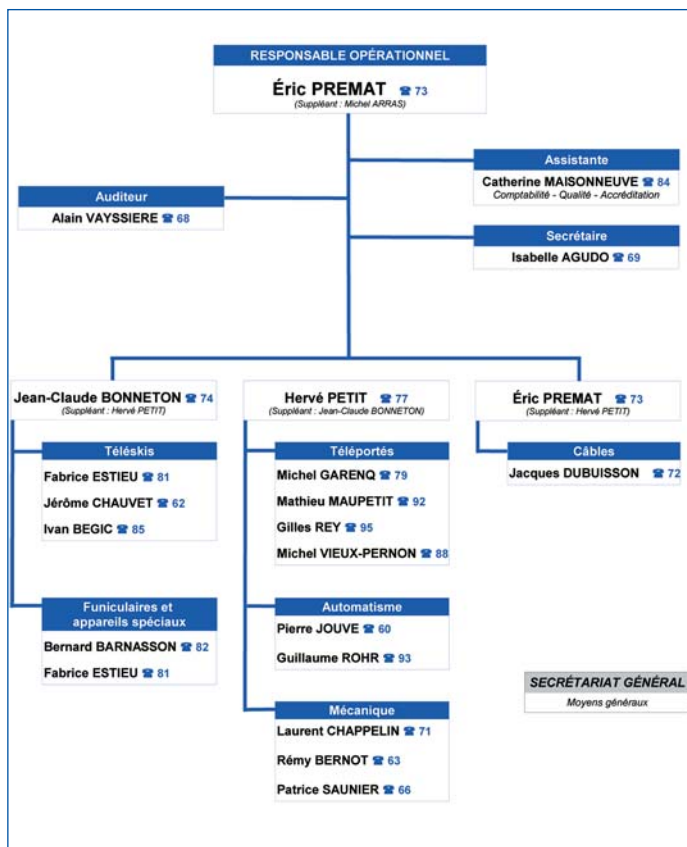 RESPONSABLE OPÉRATIONNEL
Éric PREMAT ☎ 73
(Suppléant : Michel ARRAS)
Assistante
Catherine MAISONNEUVE ☎ 84
Comptabilité - Qualité - Accréditation
Auditeur
Alain VAYSSIERE ☎ 68
Secrétaire
Isabelle AGUDO ☎ 69
Jean-Claude BONNETON ☎ 74
(Suppléant : Hervé PETIT)
Téléskis
Fabrice ESTIEU ☎ 81
Jérôme CHAUVET ☎ 62
Ivan BEGIC ☎ 85
Funiculaires et
appareils spéciaux
Bernard BARNASSON ☎ 82
Fabrice ESTIEU ☎ 81
Hervé PETIT ☎ 77
(Suppléant : Jean-Claude BONNETON)
Téléportés
Michel GARENQ ☎ 79
Mathieu MAUPETIT ☎ 92
Gilles REY ☎ 95
Michel VIEUX-PERNON ☎ 88
Automatisme
Pierre JOUVE ☎ 60
Guillaume ROHR ☎ 93
Mécanique
Laurent CHAPPELIN ☎ 71
Rémy BERNOT ☎ 63
Patrice SAUNIER ☎ 66
Éric PREMAT ☎ 73
(Suppléant : Hervé PETIT)
Câbles
Jacques DUBUISSON ☎ 72
SECRÉTARIAT GÉNÉRAL
Moyens généraux